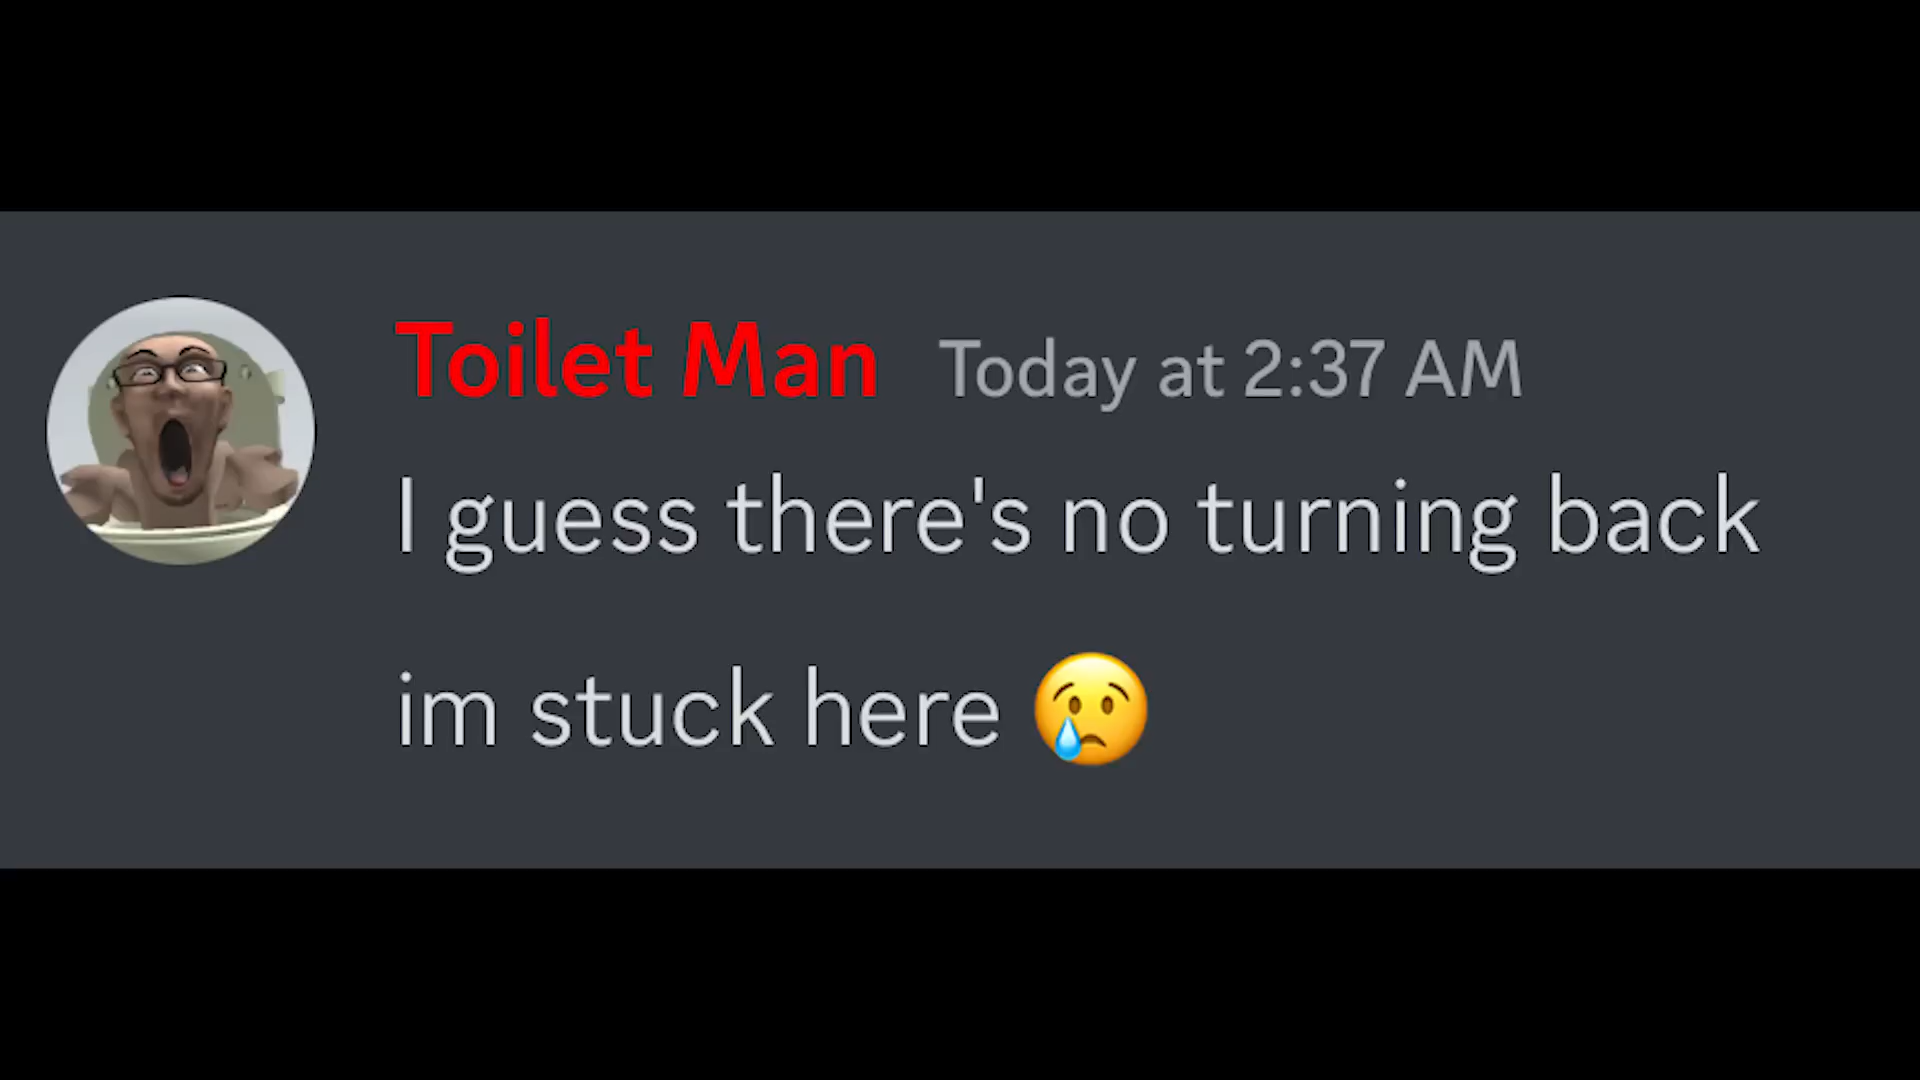 Toilet Man Today at 2:37 AM
I guess there's no turning back
im stuck here 😢